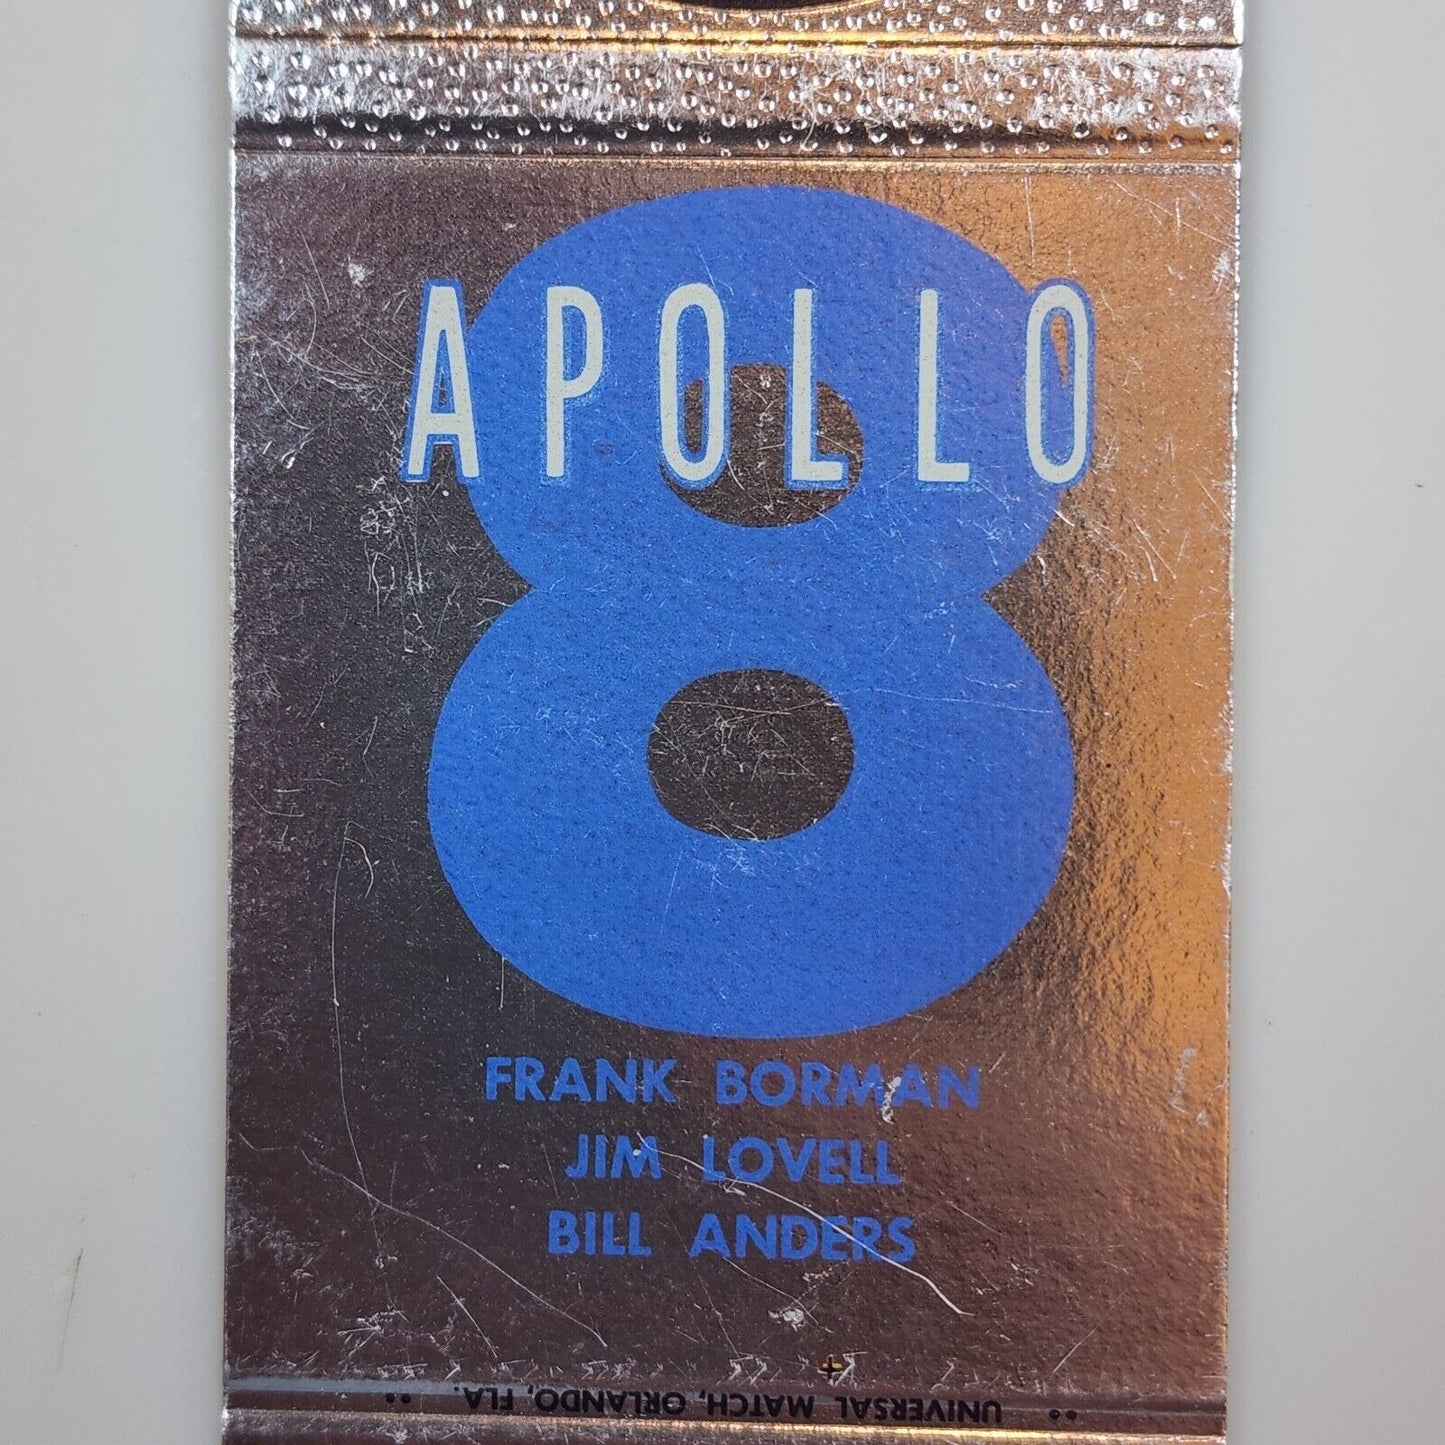 APOLLO
8
FRANK BORMAN
JIM LOVELL
BILL ANDERS
UNIVERSAL MATCH, ORLANDO, FLA.